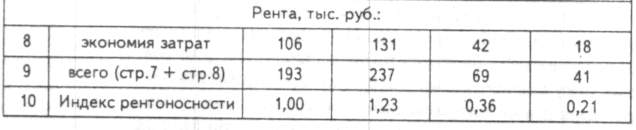 Рента, тыс. руб.:
8 экономия затрат 106 131 42 18
9 всего (стр.7 + стр.8) 193 237 69 41
10 Индекс рентоносности 1,00 1,23 0,36 0,21